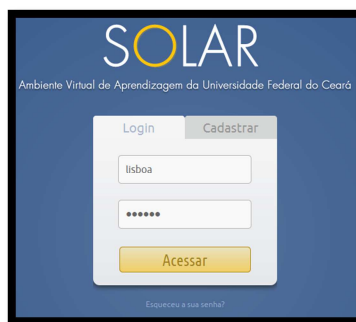 SOLAR
Ambiente Virtual de Aprendizagem da Universidade Federal do Ceará
Login Cadastrar
lisboa
••••••
Acessar
Esqueceu a sua senha?